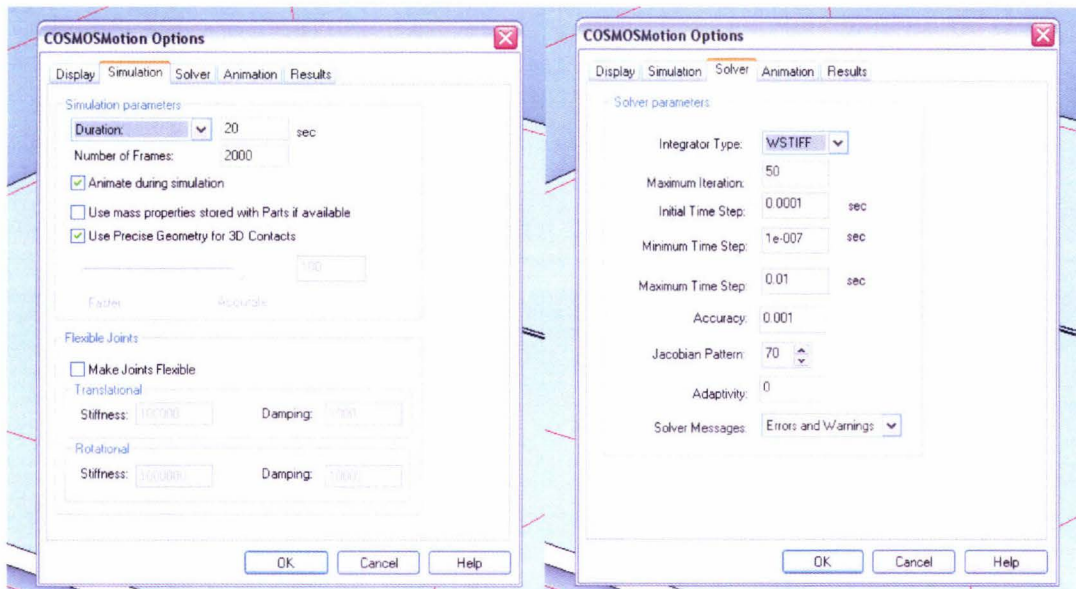 COSMOSMotion Options
Display Simulation Solver Animation Results
Simulation parameters
Duration: 20 sec
Number of Frames: 2000
Animate during simulation
Use mass properties stored with Parts if available
Use Precise Geometry for 3D Contacts
100
Faster Accurate
Flexible Joints
Make Joints Flexible
Translational
Stiffness: 100000 Damping: 1000
Rotational
Stiffness: 1000000 Damping:
OK Cancel Help
COSMOSMotion Options
Display Simulation Solver Animation Results
Solver parameters
Integrator Type: WSTIFF
Maximum Iteration: 50
Initial Time Step: 0.0001 sec
Minimum Time Step: 1e-007 sec
Maximum Time Step: 0.01 sec
Accuracy: 0.001
Jacobian Pattern: 70
Adaptivity: 0
Solver Messages: Errors and Warnings
OK Cancel Help